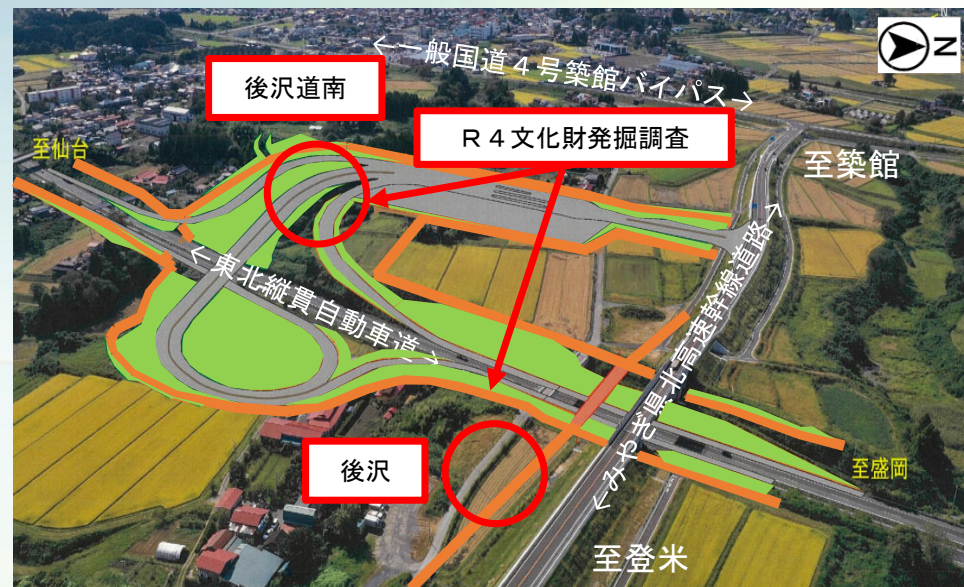 ←一般国道４号築館バイパス→
N
後沢道南
Ｒ４文化財発掘調査
至仙台
至築館
←東北縦貫自動車道→
←みやぎ県北高速幹線道路→
後沢
至盛岡
至登米